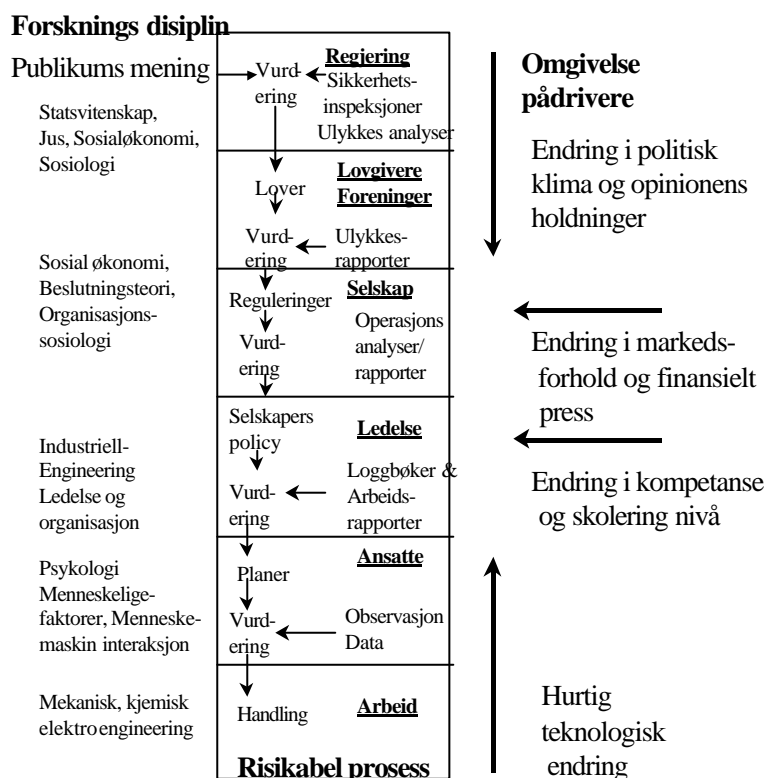 Forsknings disiplin
Publikums mening
Statsvitenskap,
Jus, Sosialøkonomi,
Sosiologi
Sosial økonomi,
Beslutningsteori,
Organisasjons-
sosiologi
Industriell-
Engineering
Ledelse og
organisasjon
Psykologi
Menneskelige-
faktorer, Menneske-
maskin interaksjon
Mekanisk, kjemisk
elektroengineering
Regjering
Vurd-
ering
Sikkerhets-
inspeksjoner
Ulykkes analyser
Lovgivere
Foreninger
Lover
Vurd-
ering
Ulykkes-
rapporter
Selskap
Reguleringer
Vurd-
ering
Operasjons
analyser/
rapporter
Selskapers
policy
Ledelse
Vurd-
ering
Loggbøker &
Arbeids-
rapporter
Ansatte
Planer
Vurd-
ering
Observasjon
Data
Arbeid
Handling
Risikabel prosess
Omgivelse
pådrivere
Endring i politisk
klima og opinionens
holdninger
Endring i markeds-
forhold og finansielt
press
Endring i kompetanse
og skolering nivå
Hurtig
teknologisk
endring